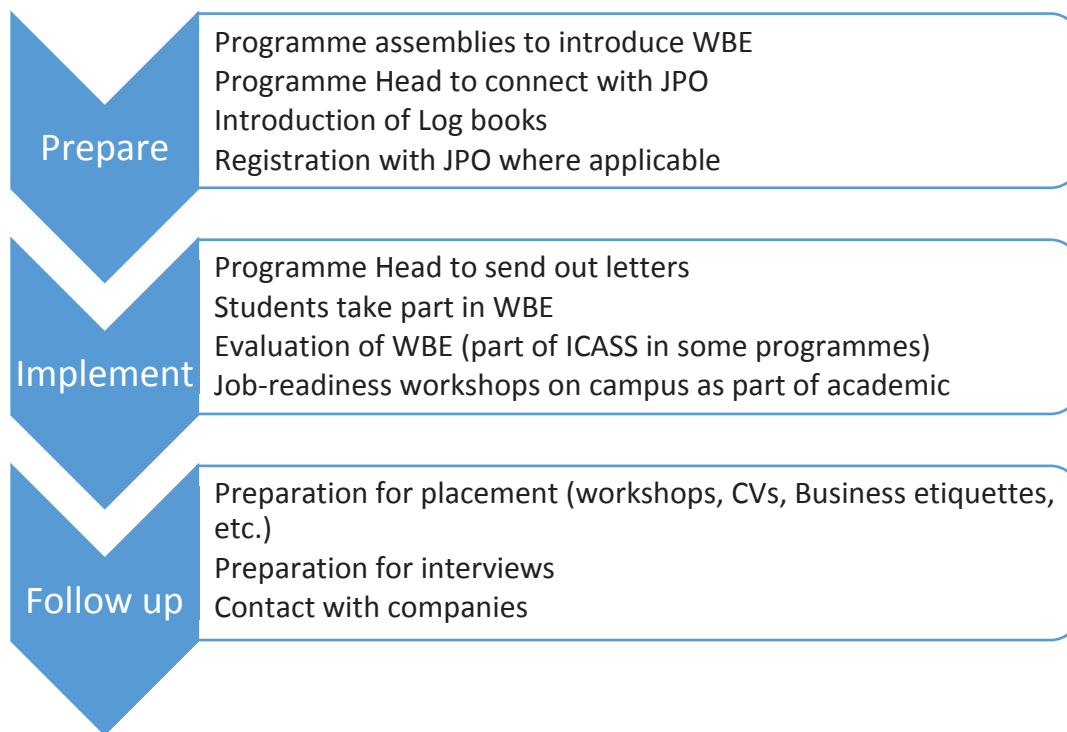 Prepare
Programme assemblies to introduce WBE
Programme Head to connect with JPO
Introduction of Log books
Registration with JPO where applicable
Implement
Programme Head to send out letters
Students take part in WBE
Evaluation of WBE (part of ICASS in some programmes)
Job-readiness workshops on campus as part of academic
Follow up
Preparation for placement (workshops, CVs, Business etiquettes,
etc.)
Preparation for interviews
Contact with companies